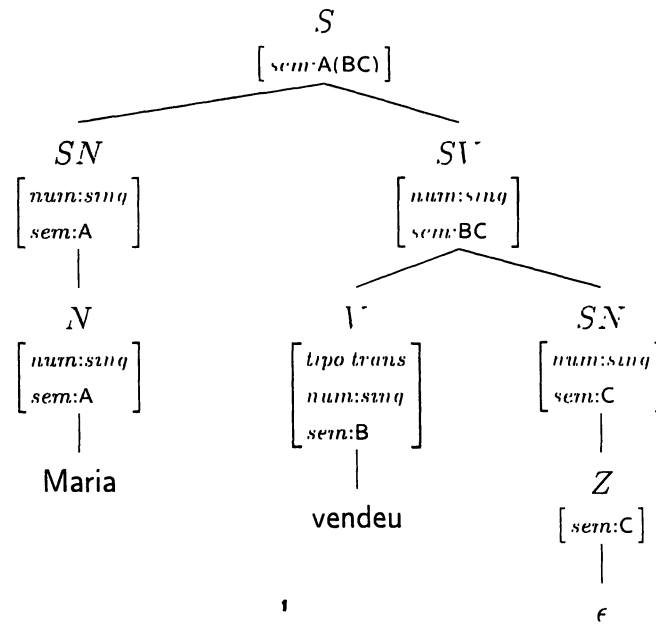 S
[sem:A(BC)]
SN SV
[num:sing [num:sing
sem:A] sem:BC]
N V SN
[num:sing [tipo trans [num:sing
sem:A] num:sing sem:C]
sem:B]
Maria vendeu Z
[sem:C]
ϵ